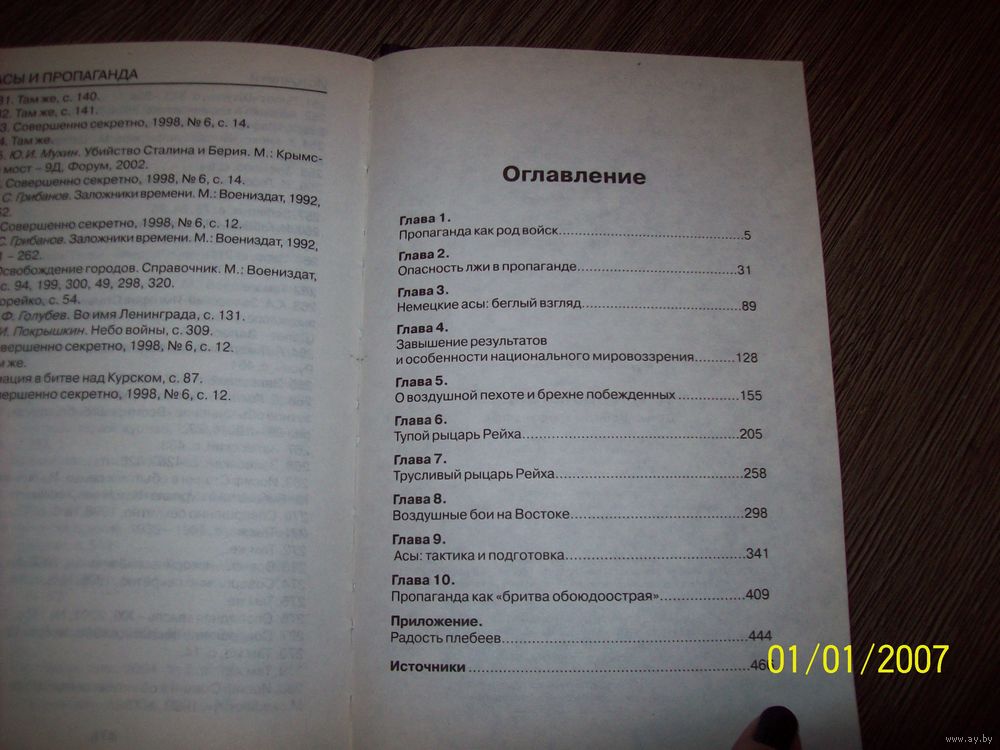 АСЫ И ПРОПАГАНДА
31. Там же, с. 140.
32. Там же, с. 141.
3. Совершенно секретно, 1998, № 6, с. 14.
4. Там же.
5. Ю.И. Мухин. Убийство Сталина и Берия. М.: Крымс-
мост – 9Д, Форум, 2002.
. Совершенно секретно, 1998, № 6, с. 14.
С. Грибанов. Заложники времени. М.: Воениздат, 1992,
62.
Совершенно секретно, 1998, № 6, с. 12.
С. Грибанов. Заложники времени. М.: Воениздат, 1992,
1 – 262.
Освобождение городов. Справочник. М.: Воениздат,
с. 94, 199, 300, 49, 298, 320.
орейко, с. 54.
Ф. Голубев. Во имя Ленинграда, с. 131.
И. Покрышкин. Небо войны, с. 309.
овершенно секретно, 1998, № 6, с. 12.
м же.
иация в битве над Курском, с. 87.
вершенно секретно, 1998, № 6, с. 12.
Оглавление
Глава 1.
Пропаганда как род войск.....5
Глава 2.
Опасность лжи в пропаганде.....31
Глава 3.
Немецкие асы: беглый взгляд.....89
Глава 4.
Завышение результатов
и особенности национального мировоззрения.....128
Глава 5.
О воздушной пехоте и брехне побежденных.....155
Глава 6.
Тупой рыцарь Рейха.....205
Глава 7.
Трусливый рыцарь Рейха.....258
Глава 8.
Воздушные бои на Востоке.....298
Глава 9.
Асы: тактика и подготовка.....341
Глава 10.
Пропаганда как «бритва обоюдоострая».....409
Приложение.
Радость плебеев.....444
Источники.....
01/01/2007
www.ay.by